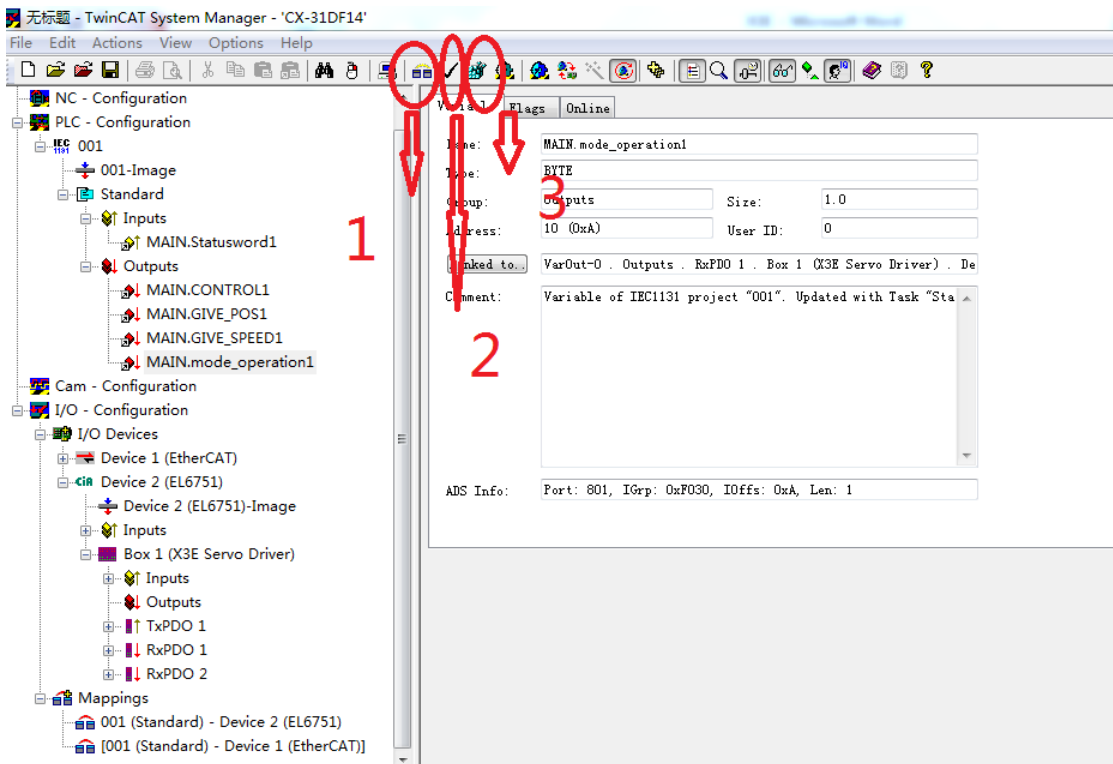 无标题 - TwinCAT System Manager - 'CX-31DF14'
File Edit Actions View Options Help
NC - Configuration
PLC - Configuration
001
001-Image
Standard
Inputs
MAIN.Statusword1
Outputs
MAIN.CONTROL1
MAIN.GIVE_POS1
MAIN.GIVE_SPEED1
MAIN.mode_operation1
Cam - Configuration
I/O - Configuration
I/O Devices
Device 1 (EtherCAT)
Device 2 (EL6751)
Device 2 (EL6751)-Image
Inputs
Box 1 (X3E Servo Driver)
Inputs
Outputs
TxPDO 1
RxPDO 1
RxPDO 2
Mappings
001 (Standard) - Device 2 (EL6751)
[001 (Standard) - Device 1 (EtherCAT)]
1
2
3
Flags Online
MAIN.mode_operation1
BYTE
Outputs Size: 1.0
10 (0xA) User ID: 0
VarOut-0 . Outputs . RxPDO 1 . Box 1 (X3E Servo Driver) . De
Variable of IEC1131 project "001". Updated with Task "Sta
ADS Info: Port: 801, IGrp: 0xF030, IOffs: 0xA, Len: 1